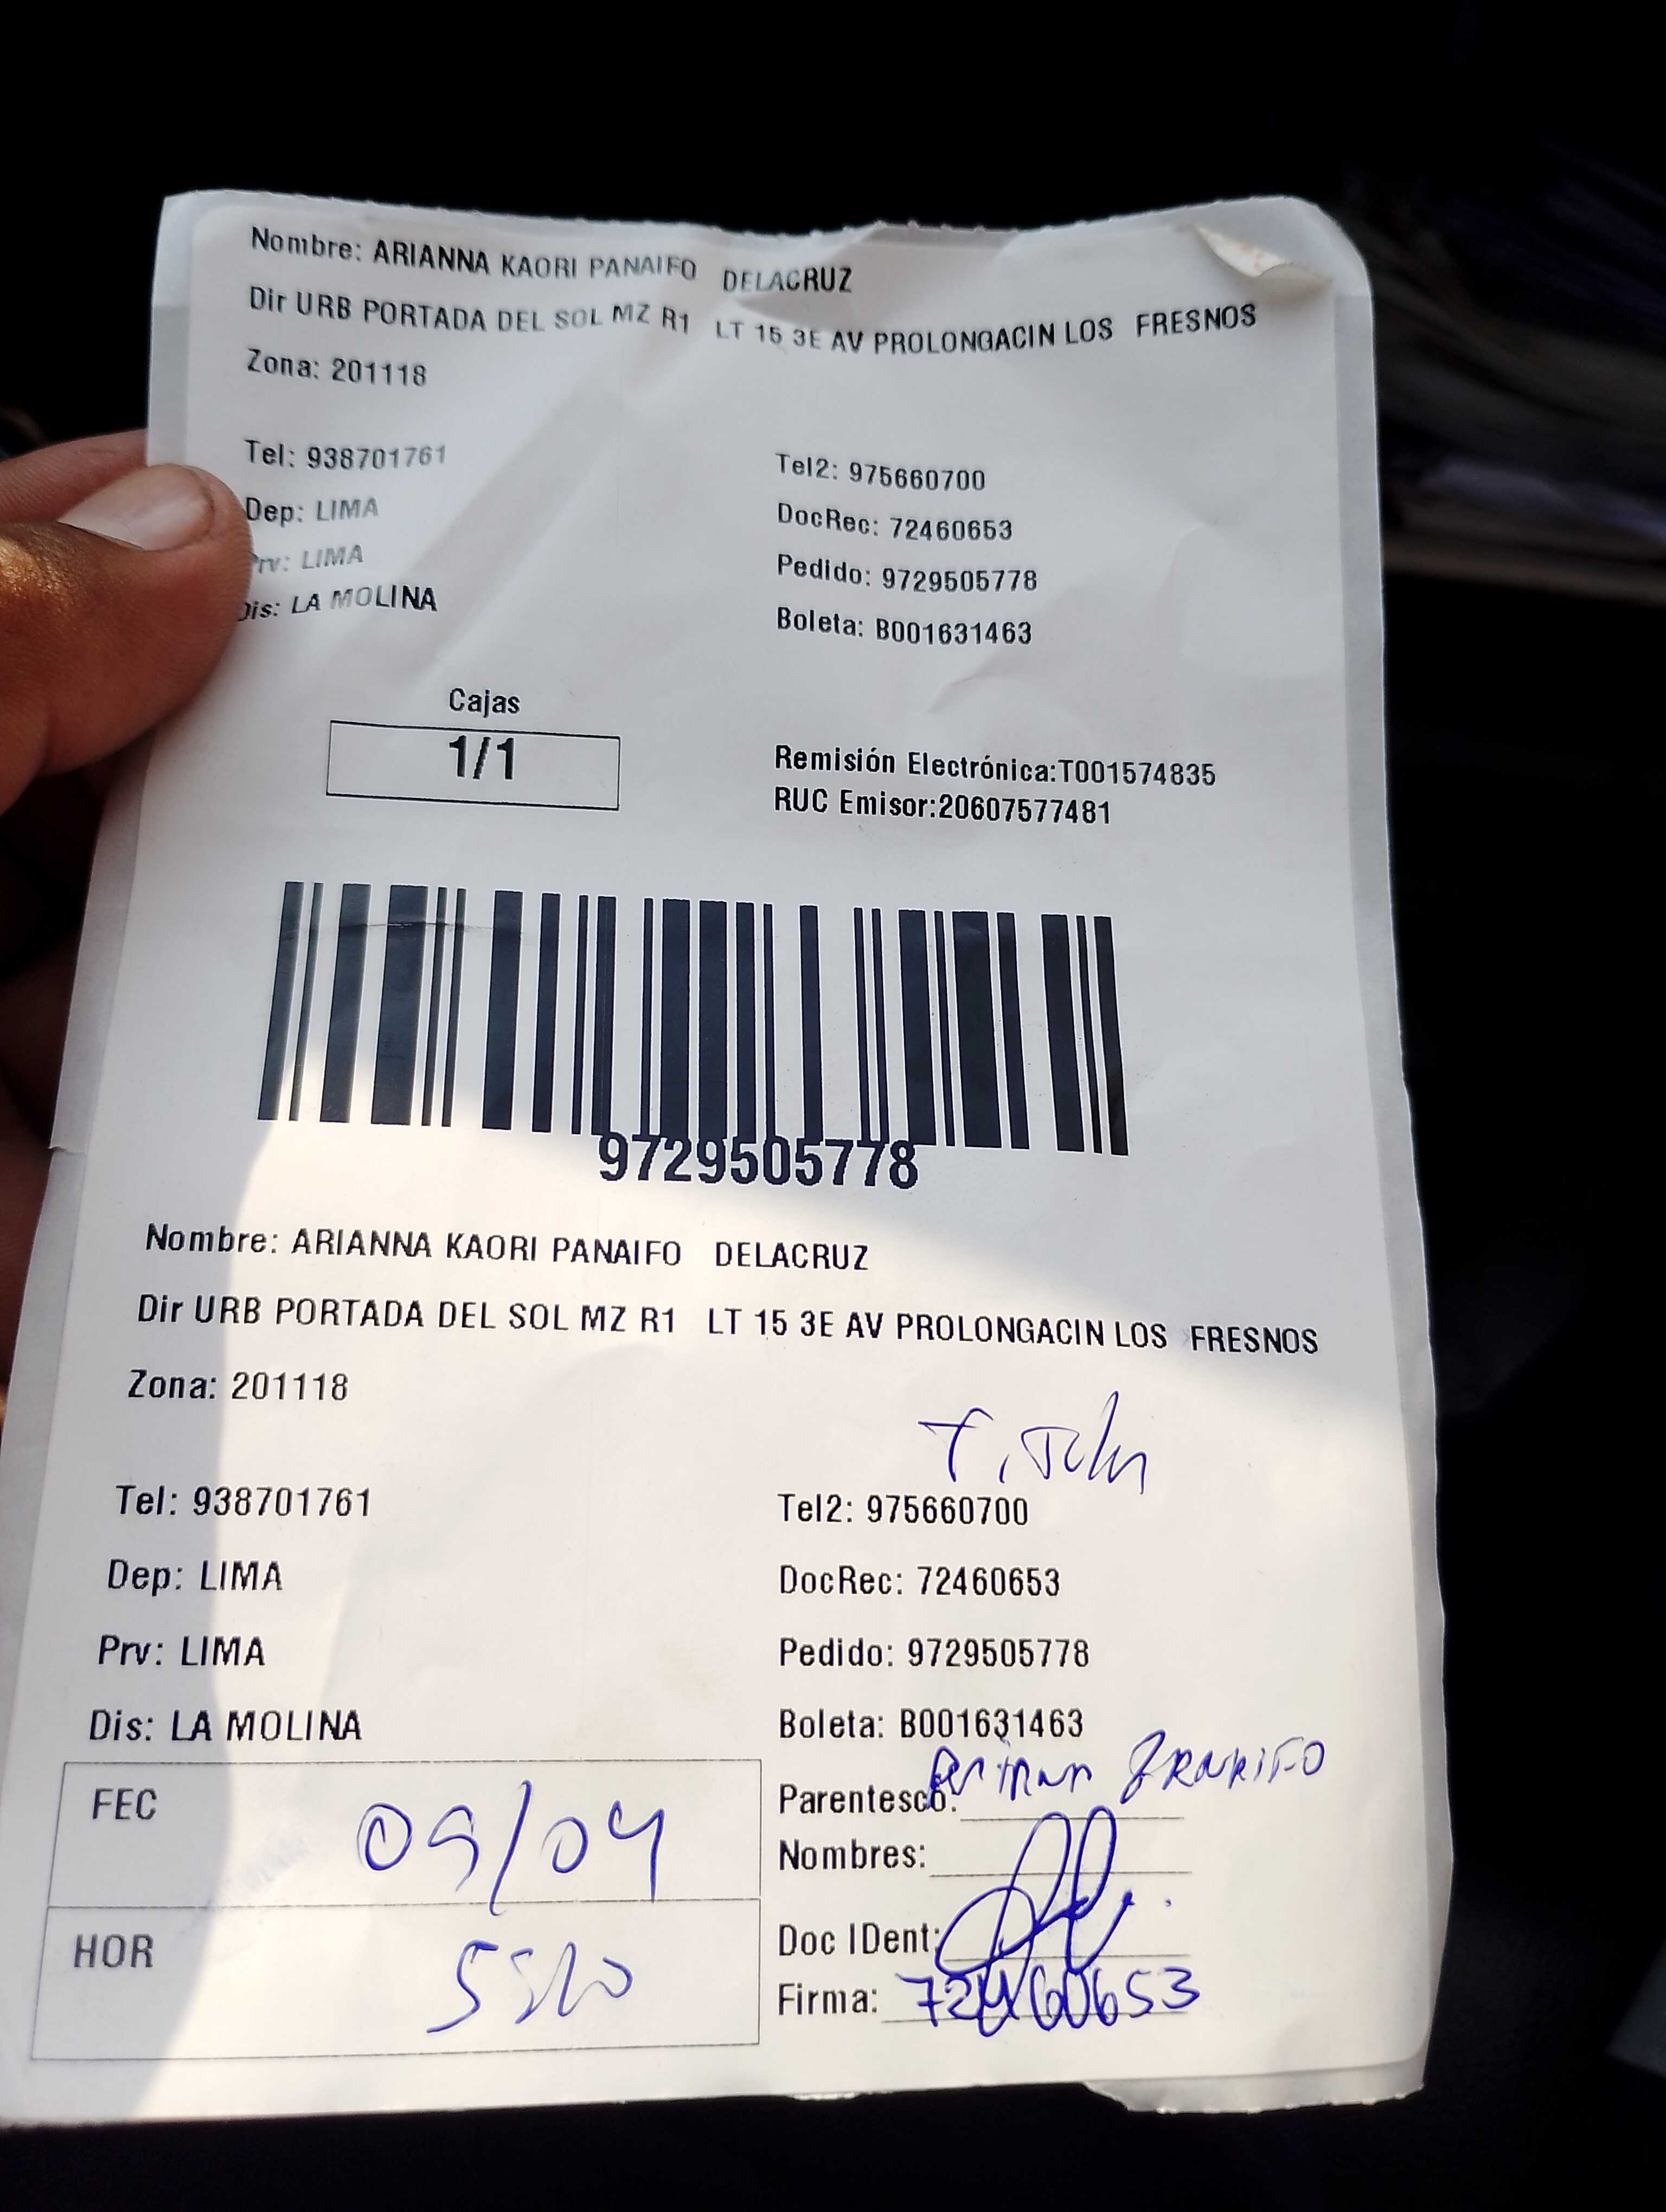 Nombre: ARIANNA KAORI PANAIFO DELACRUZ
Dir URB PORTADA DEL SOL MZ R1 LT 15 3E AV PROLONGACIN LOS FRESNOS
Zona: 201118
Tel: 938701761 Tel2: 975660700
Dep: LIMA DocRec: 72460653
Prv: LIMA Pedido: 9729505778
Dis: LA MOLINA Boleta: B001631463
Cajas
1/1
Remisión Electrónica:T001574835
RUC Emisor:20607577481
9729505778
Nombre: ARIANNA KAORI PANAIFO DELACRUZ
Dir URB PORTADA DEL SOL MZ R1 LT 15 3E AV PROLONGACIN LOS FRESNOS
Zona: 201118
Tel: 938701761 Tel2: 975660700
Dep: LIMA DocRec: 72460653
Prv: LIMA Pedido: 9729505778
Dis: LA MOLINA Boleta: B001631463
FEC 09/04
Parentesco:
Nombres:
HOR
Doc IDent:
Firma: 72460653